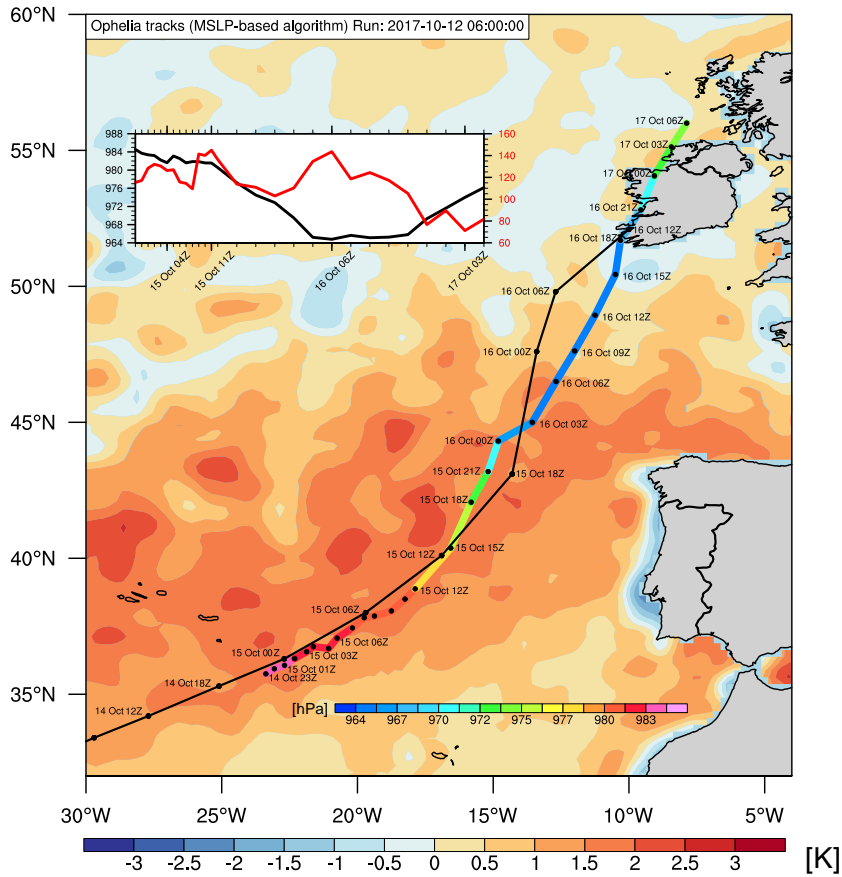 60°N
Ophelia tracks (MSLP-based algorithm) Run: 2017-10-12 06:00:00
17 Oct 06Z
988
160
984
17 Oct 03Z
55°N
140
980
17 Oct 00Z
120
976
972
100
16 Oct 21Z
968
80
16 Oct 12Z
964
60
16 Oct 18Z
15 Oct 04Z
15 Oct 11Z
16 Oct 06Z
17 Oct 03Z
50°N
16 Oct 15Z
16 Oct 06Z
16 Oct 12Z
16 Oct 00Z
16 Oct 09Z
16 Oct 06Z
45°N
16 Oct 03Z
16 Oct 00Z
15 Oct 21Z
15 Oct 18Z
15 Oct 18Z
15 Oct 12Z
15 Oct 15Z
40°N
15 Oct 12Z
15 Oct 06Z
15 Oct 06Z
15 Oct 00Z
15 Oct 03Z
15 Oct 01Z
14 Oct 23Z
14 Oct 18Z
35°N
14 Oct 12Z
[hPa]
964 967 970 972 975 977 980 983
30°W 25°W 20°W 15°W 10°W 5°W
-3 -2.5 -2 -1.5 -1 -0.5 0 0.5 1 1.5 2 2.5 3 [K]